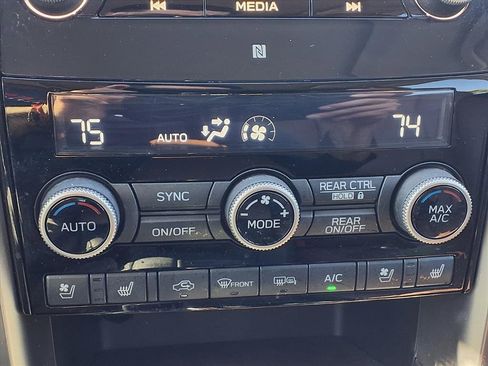 MEDIA
75 AUTO 74
SYNC
ON/OFF
AUTO
- MODE +
REAR CTRL
HOLD
REAR
ON/OFF
MAX
A/C
FRONT
A/C